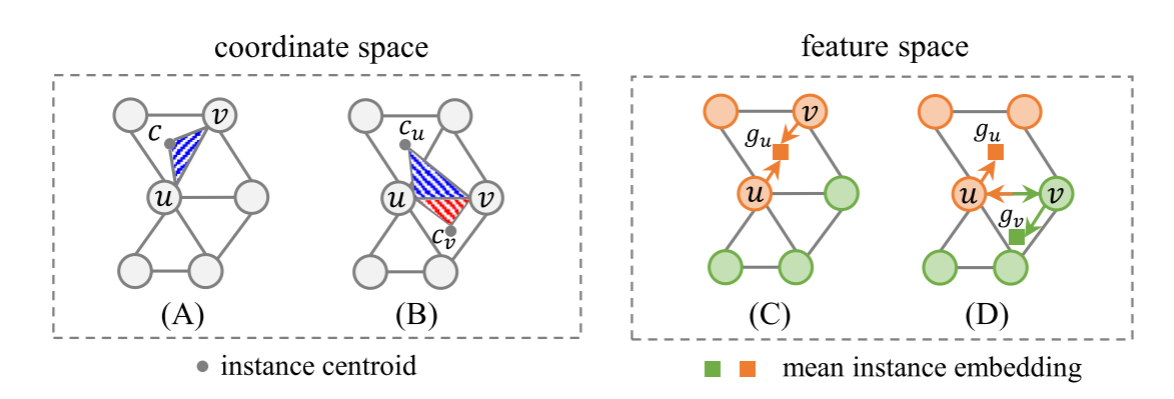 coordinate space
feature space
c
v
u
(A)
c_u
u
v
c_v
(B)
v
g_u
u
(C)
g_u
u
v
g_v
(D)
instance centroid
mean instance embedding